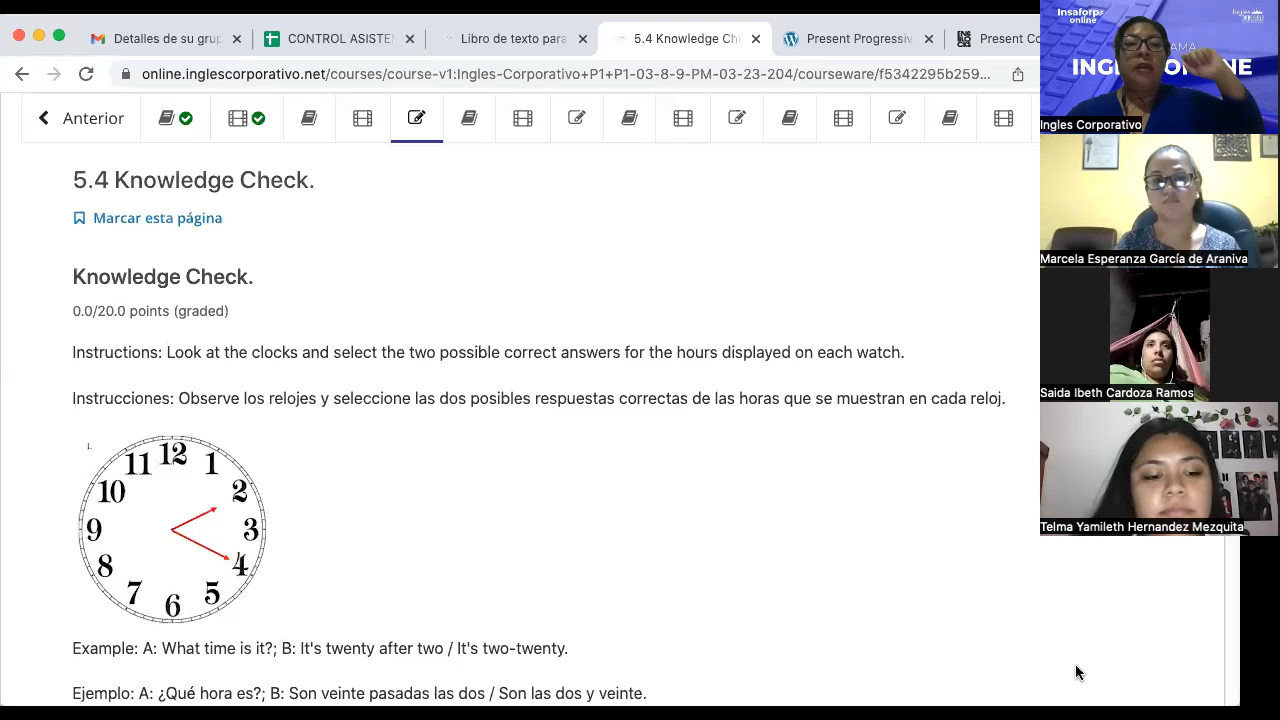 Detalles de su grup
CONTROL ASISTE
Libro de texto para
5.4 Knowledge Che
Present Progressiv
Present Co
online.inglescorporativo.net/courses/course-v1:Ingles-Corporativo+P1+P1-03-8-9-PM-03-23-204/courseware/f5342295b259...
Anterior
5.4 Knowledge Check.
Marcar esta página
Knowledge Check.
0.0/20.0 points (graded)
Instructions: Look at the clocks and select the two possible correct answers for the hours displayed on each watch.
Instrucciones: Observe los relojes y seleccione las dos posibles respuestas correctas de las horas que se muestran en cada reloj.
1.
12
1
2
3
4
5
6
7
8
9
10
11
Example: A: What time is it?; B: It's twenty after two / It's two-twenty.
Ejemplo: A: ¿Qué hora es?; B: Son veinte pasadas las dos / Son las dos y veinte.
Insaforp
online
AMA
INGL ONLINE
Ingles Corporativo
Marcela Esperanza García de Araniva
Saida Ibeth Cardoza Ramos
Telma Yamileth Hernandez Mezquita